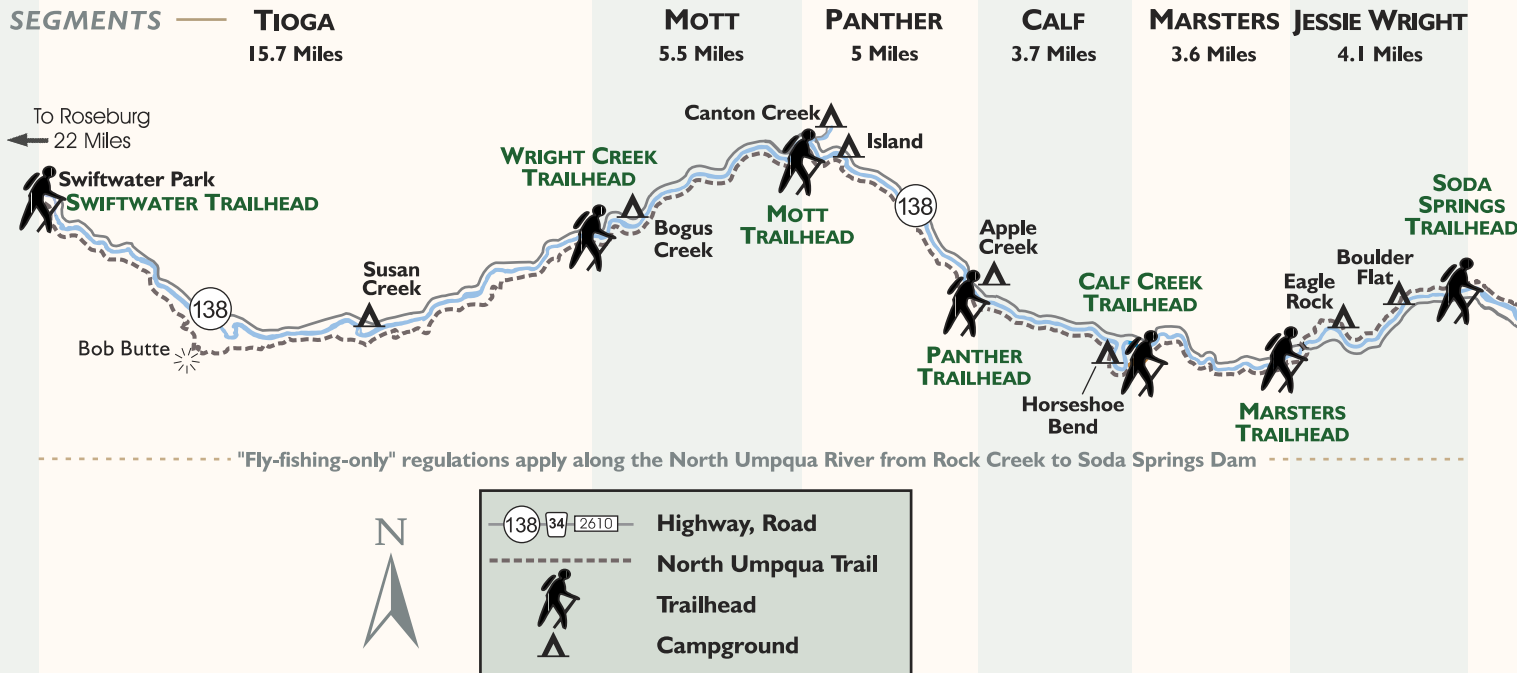 SEGMENTS
TIOGA
15.7 Miles
MOTT
5.5 Miles
PANTHER
5 Miles
CALF
3.7 Miles
MARSTERS
3.6 Miles
JESSIE WRIGHT
4.1 Miles
To Roseburg
22 Miles
Swiftwater Park
SWIFTWATER TRAILHEAD
138
Bob Butte
Susan
Creek
WRIGHT CREEK
TRAILHEAD
Bogus
Creek
Canton Creek
Island
MOTT
TRAILHEAD
138
Apple
Creek
PANTHER
TRAILHEAD
CALF CREEK
TRAILHEAD
Horseshoe
Bend
MARSTERS
TRAILHEAD
Eagle
Rock
Boulder
Flat
SODA
SPRINGS
TRAILHEAD
"Fly-fishing-only" regulations apply along the North Umpqua River from Rock Creek to Soda Springs Dam
N
138 34 2610 Highway, Road
North Umpqua Trail
Trailhead
Campground